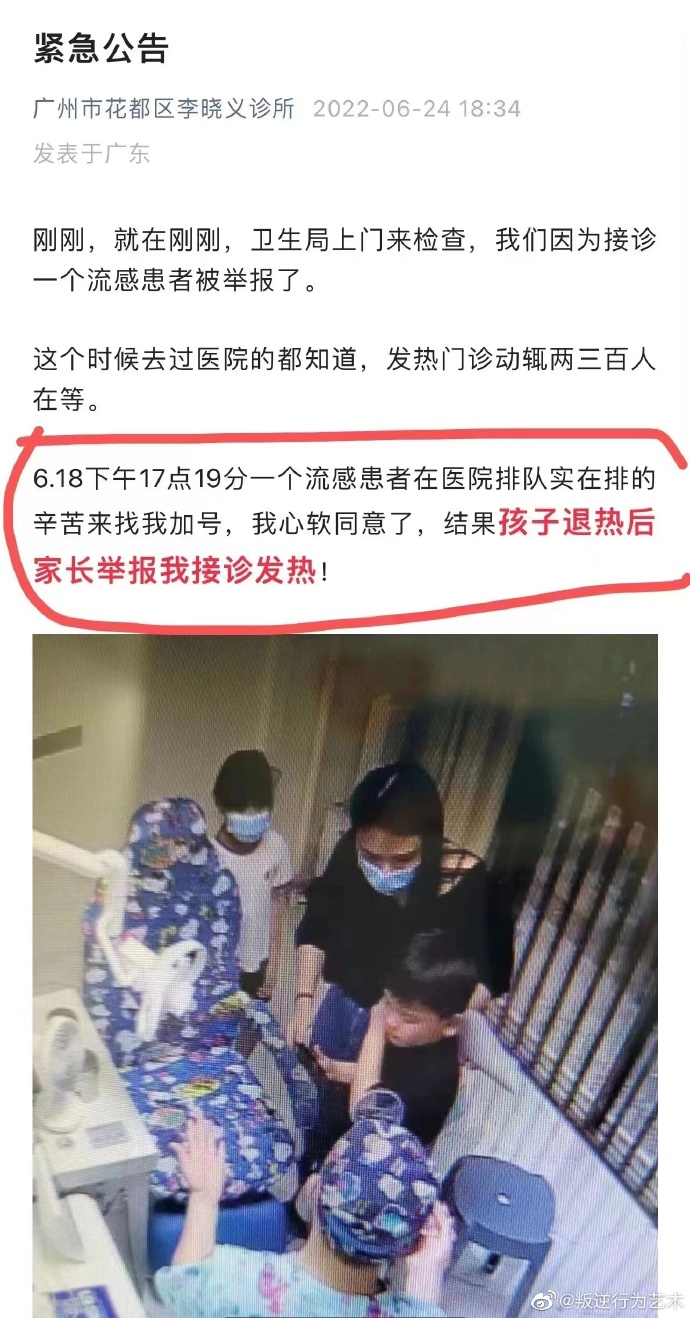 紧急公告
广州市花都区李晓义诊所 2022-06-24 18:34
发表于广东
刚刚，就在刚刚，卫生局上门来检查，我们因为接诊
一个流感患者被举报了。
这个时候去过医院的都知道，发热门诊动辄两三百人
在等。
6.18下午17点19分一个流感患者在医院排队实在排的
辛苦来找我加号，我心软同意了，结果孩子退热后
家长举报我接诊发热！
@叛逆行为艺术